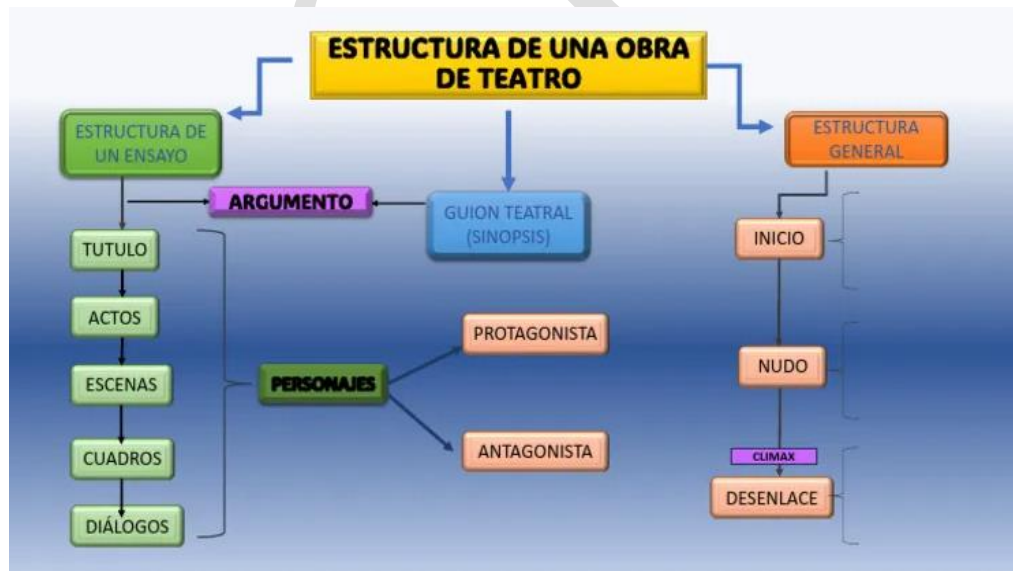 ESTRUCTURA DE UNA OBRA
DE TEATRO
ESTRUCTURA DE
UN ENSAYO
ARGUMENTO
GUION TEATRAL
(SINOPSIS)
ESTRUCTURA
GENERAL
TUTULO
ACTOS
ESCENAS
CUADROS
DIÁLOGOS
PERSONAJES
PROTAGONISTA
ANTAGONISTA
INICIO
NUDO
CLIMAX
DESENLACE